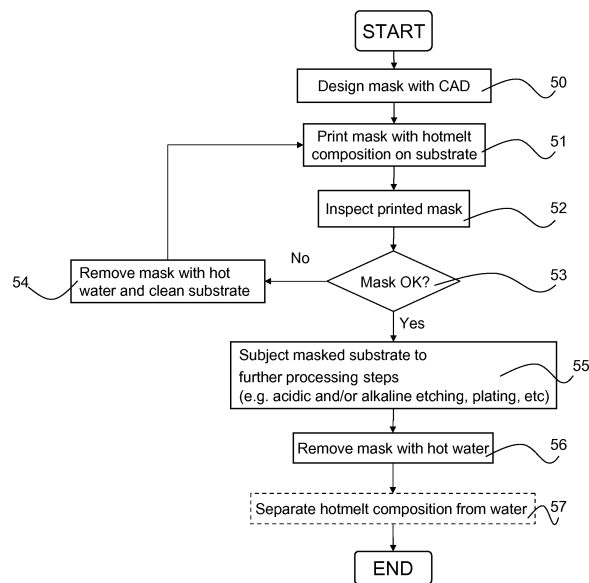 START
Design mask with CAD
50
Print mask with hotmelt
composition on substrate
51
Inspect printed mask
52
No
Mask OK?
53
54
Remove mask with hot
water and clean substrate
Yes
Subject masked substrate to
further processing steps
(e.g. acidic and/or alkaline etching, plating, etc)
55
Remove mask with hot water
56
Separate hotmelt composition from water
57
END